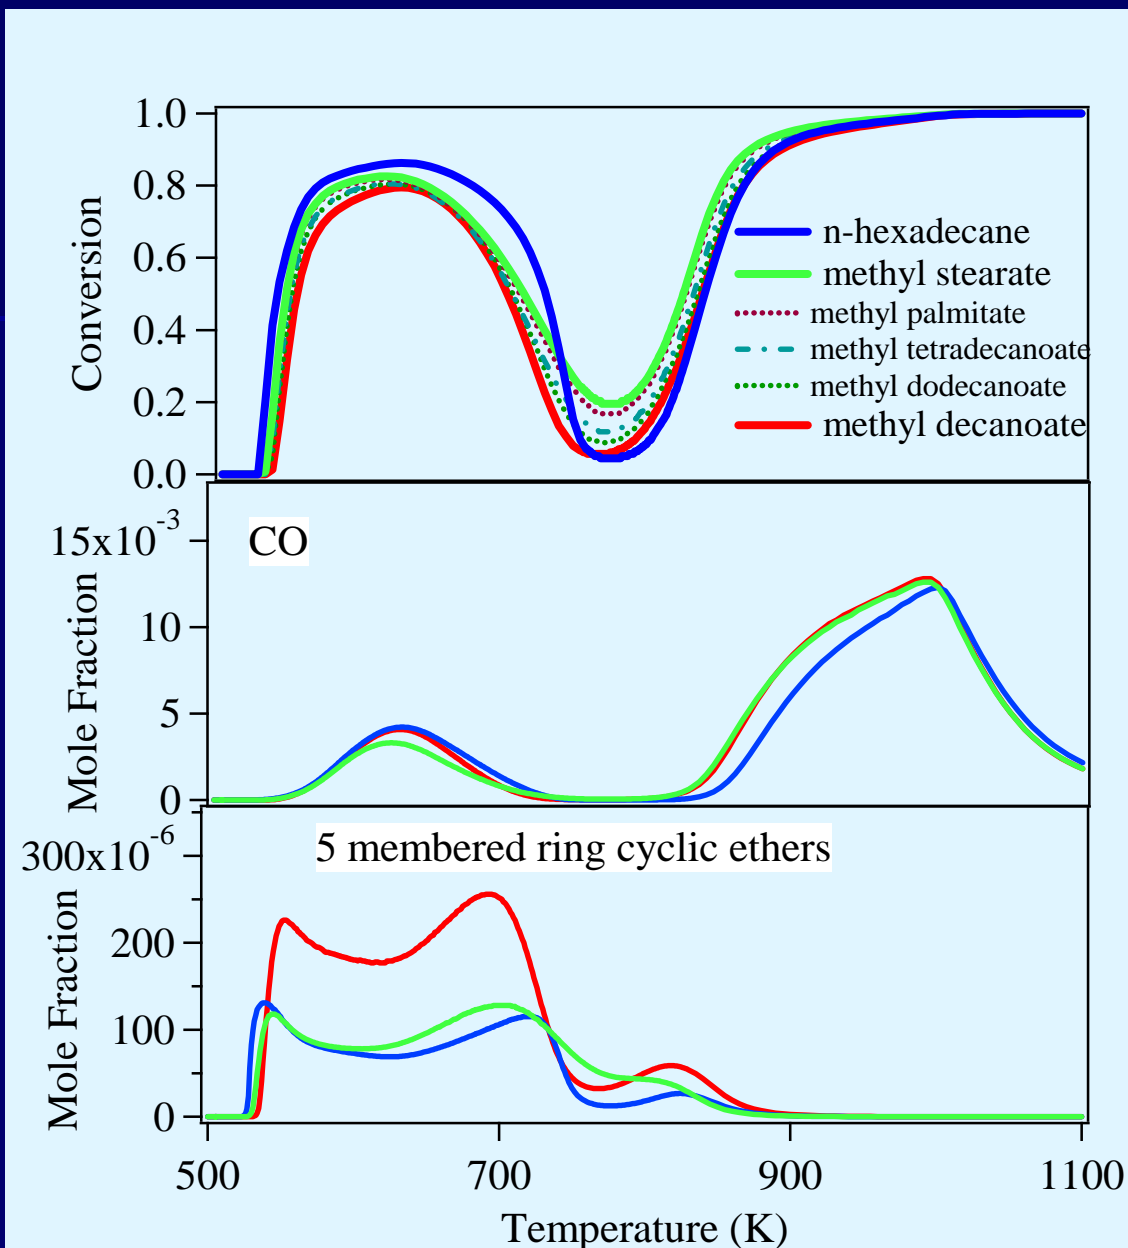 1.0
0.8
0.6
0.4
0.2
0.0
Conversion
n-hexadecane
methyl stearate
methyl palmitate
methyl tetradecanoate
methyl dodecanoate
methyl decanoate
15x10^-3
10
5
0
Mole Fraction
CO
300x10^-6
200
100
0
Mole Fraction
5 membered ring cyclic ethers
500 700 900 1100
Temperature (K)